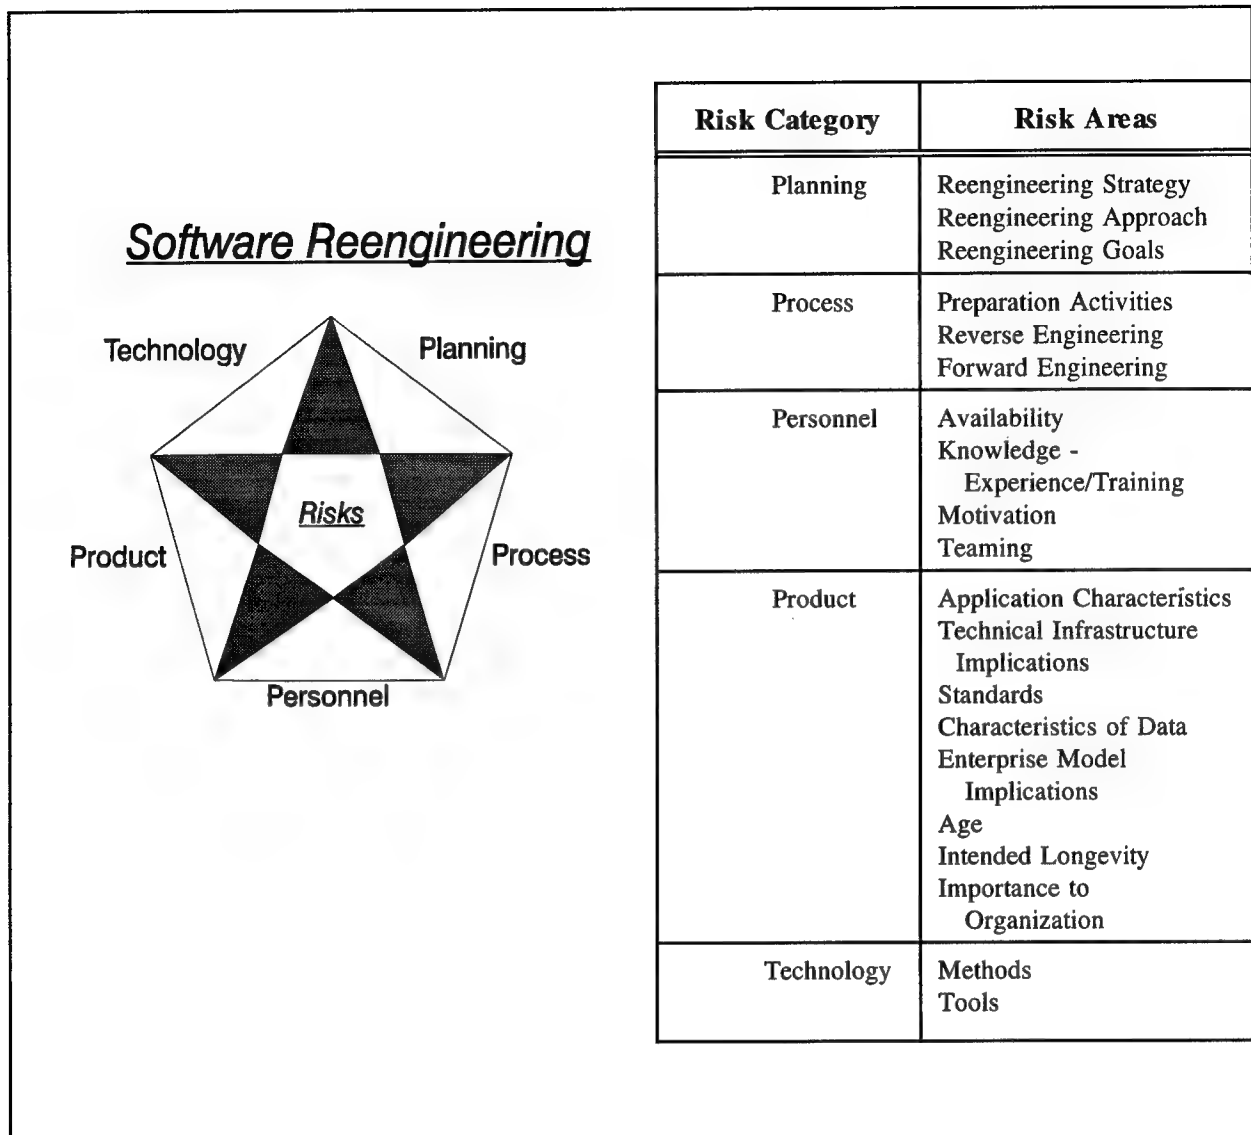 Software Reengineering
Technology
Planning
Risks
Product
Process
Personnel
Risk Category
Risk Areas
Planning
Reengineering Strategy
Reengineering Approach
Reengineering Goals
Process
Preparation Activities
Reverse Engineering
Forward Engineering
Personnel
Availability
Knowledge -
Experience/Training
Motivation
Teaming
Product
Application Characteristics
Technical Infrastructure
Implications
Standards
Characteristics of Data
Enterprise Model
Implications
Age
Intended Longevity
Importance to
Organization
Technology
Methods
Tools